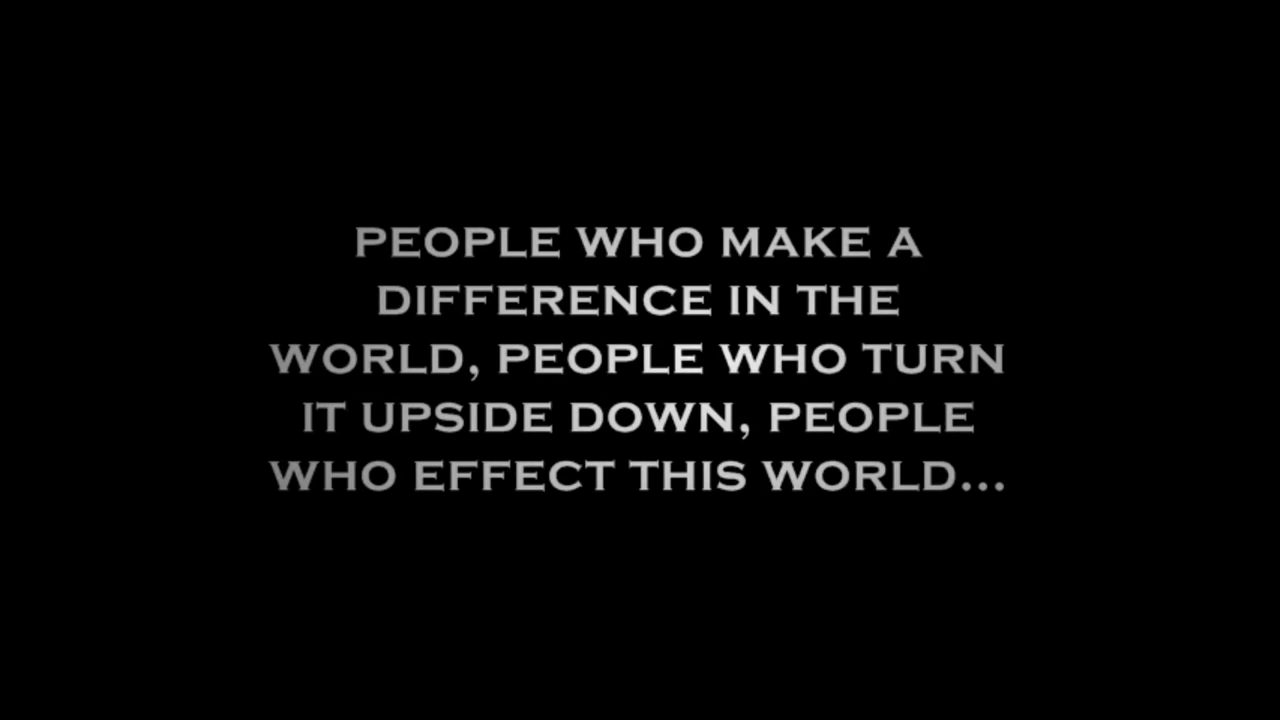 PEOPLE WHO MAKE A
DIFFERENCE IN THE
WORLD, PEOPLE WHO TURN
IT UPSIDE DOWN, PEOPLE
WHO EFFECT THIS WORLD...